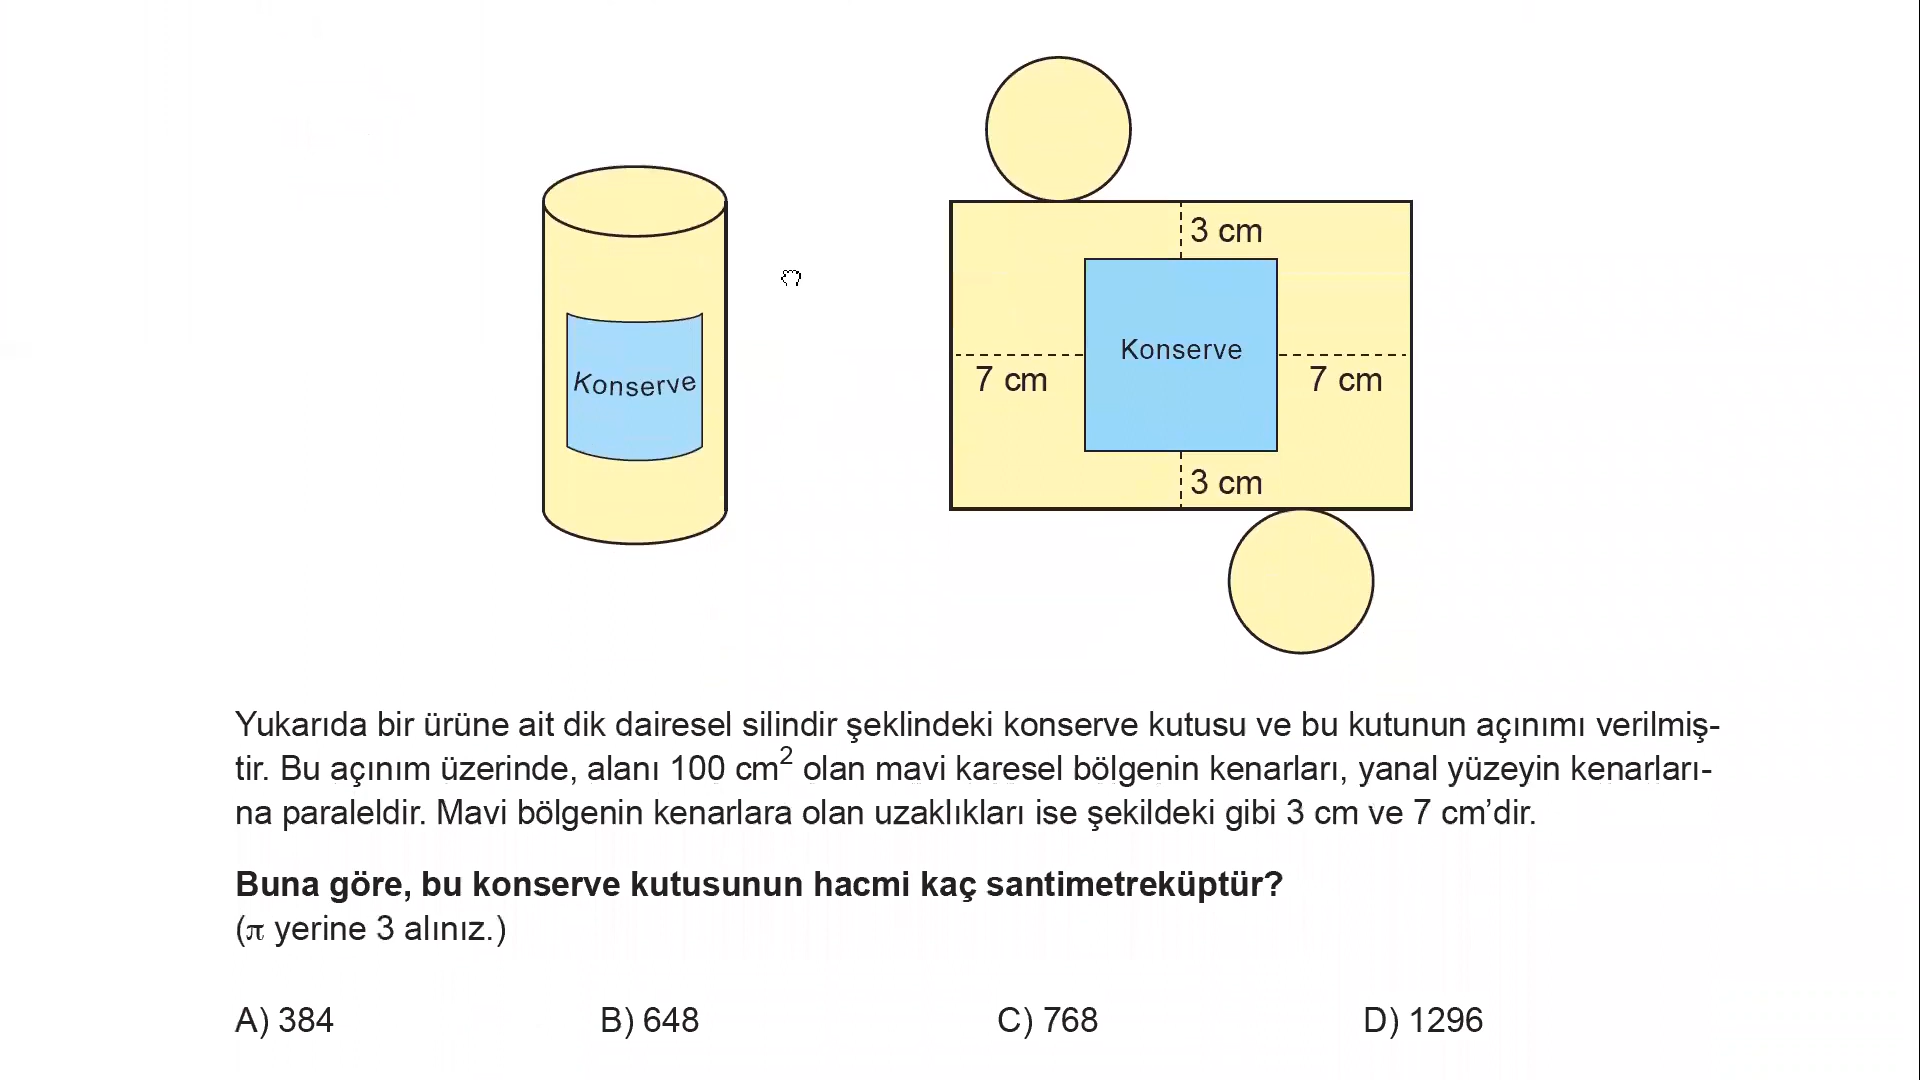 Konserve
3 cm
Konserve
7 cm
7 cm
3 cm
Yukarıda bir ürüne ait dik dairesel silindir şeklindeki konserve kutusu ve bu kutunun açınımı verilmiş-
tir. Bu açınım üzerinde, alanı 100 cm² olan mavi karesel bölgenin kenarları, yanal yüzeyin kenarları-
na paraleldir. Mavi bölgenin kenarlara olan uzaklıkları ise şekildeki gibi 3 cm ve 7 cm’dir.
Buna göre, bu konserve kutusunun hacmi kaç santimetreküptür?
(π yerine 3 alınız.)
A) 384 B) 648 C) 768 D) 1296